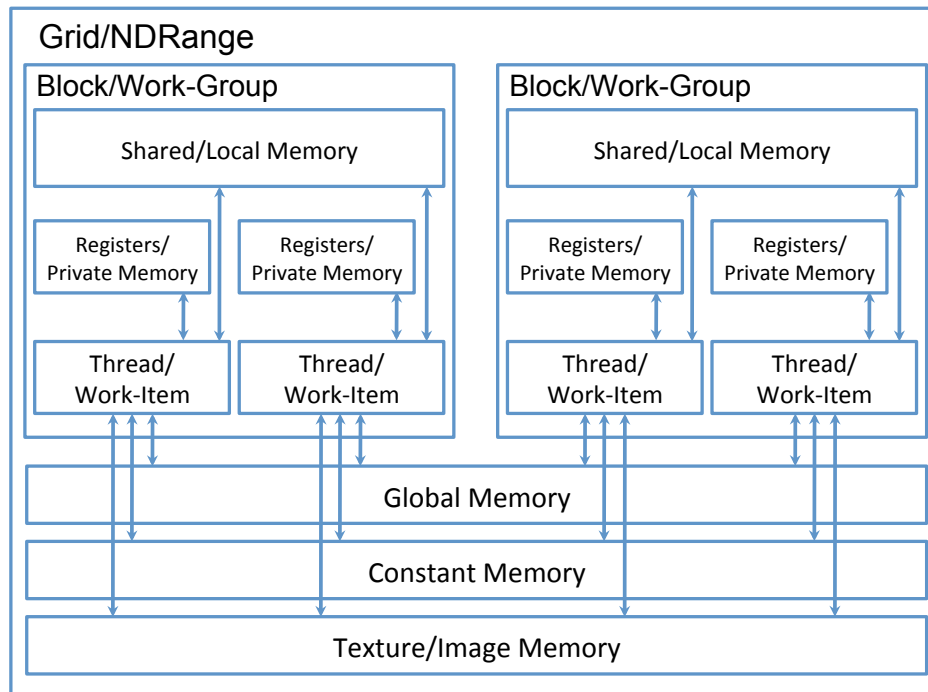 Grid/NDRange
Block/Work-Group
Shared/Local Memory
Registers/
Private Memory
Registers/
Private Memory
Thread/
Work-Item
Thread/
Work-Item
Block/Work-Group
Shared/Local Memory
Registers/
Private Memory
Registers/
Private Memory
Thread/
Work-Item
Thread/
Work-Item
Global Memory
Constant Memory
Texture/Image Memory